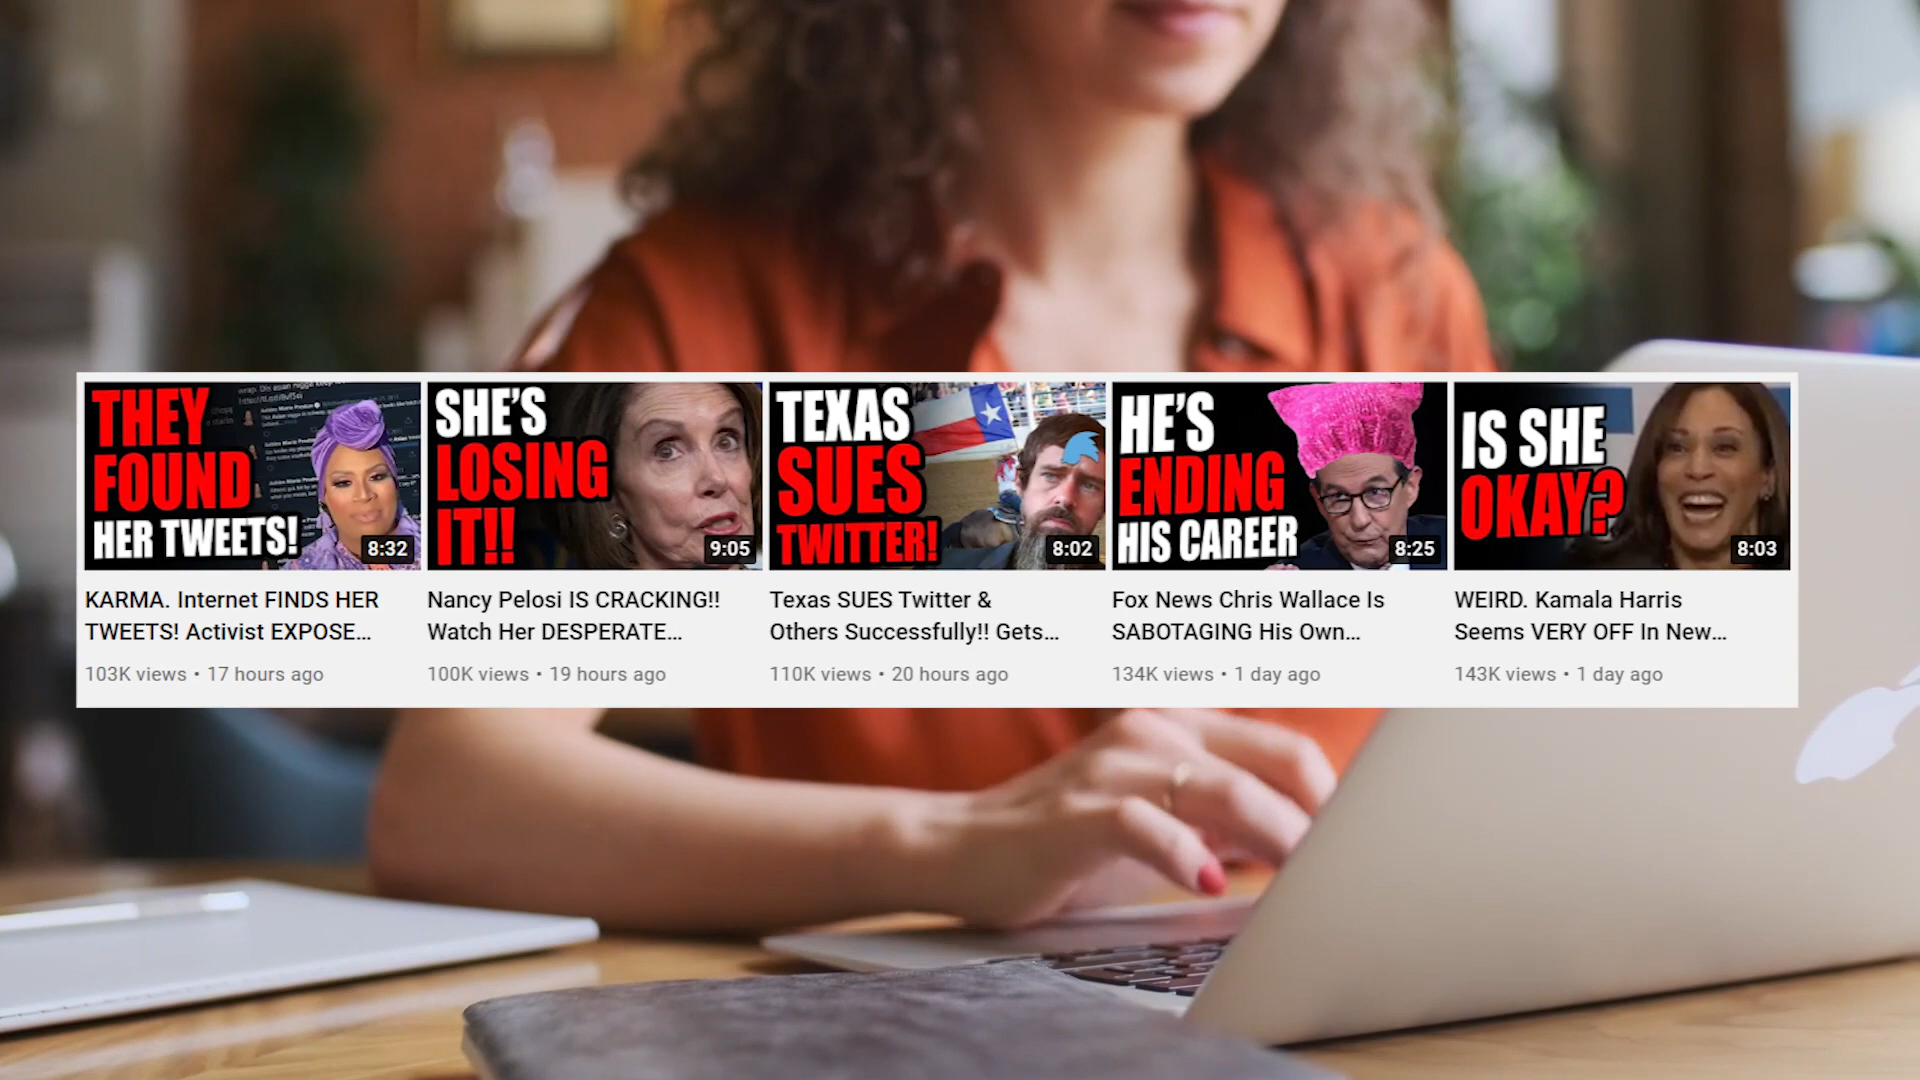 THEY
FOUND
HER TWEETS!
8:32
SHE'S
LOSING
IT!!
9:05
TEXAS
SUES
TWITTER!
8:02
HE'S
ENDING
HIS CAREER
8:25
IS SHE
OKAY?
8:03
KARMA. Internet FINDS HER
TWEETS! Activist EXPOSE...
103K views • 17 hours ago
Nancy Pelosi IS CRACKING!!
Watch Her DESPERATE...
100K views • 19 hours ago
Texas SUES Twitter &
Others Successfully!! Gets...
110K views • 20 hours ago
Fox News Chris Wallace Is
SABOTAGING His Own...
134K views • 1 day ago
WEIRD. Kamala Harris
Seems VERY OFF In New...
143K views • 1 day ago